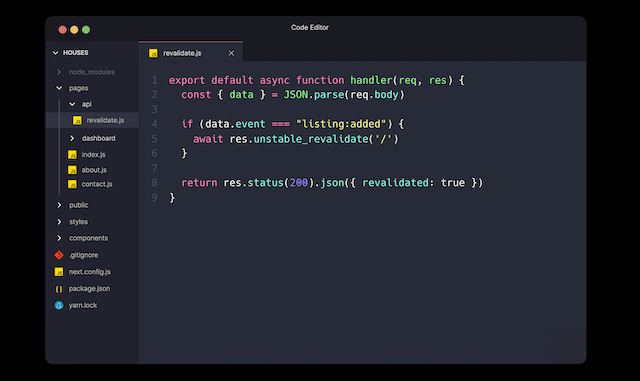 Code Editor
HOUSES
node_modules
pages
api
revalidate.js
dashboard
index.js
about.js
contact.js
public
styles
components
.gitignore
next.config.js
package.json
yarn.lock
revalidate.js
1 export default async function handler(req, res) {
2   const { data } = JSON.parse(req.body)
3
4   if (data.event === "listing:added") {
5     await res.unstable_revalidate('/')
6   }
7
8   return res.status(200).json({ revalidated: true })
9 }